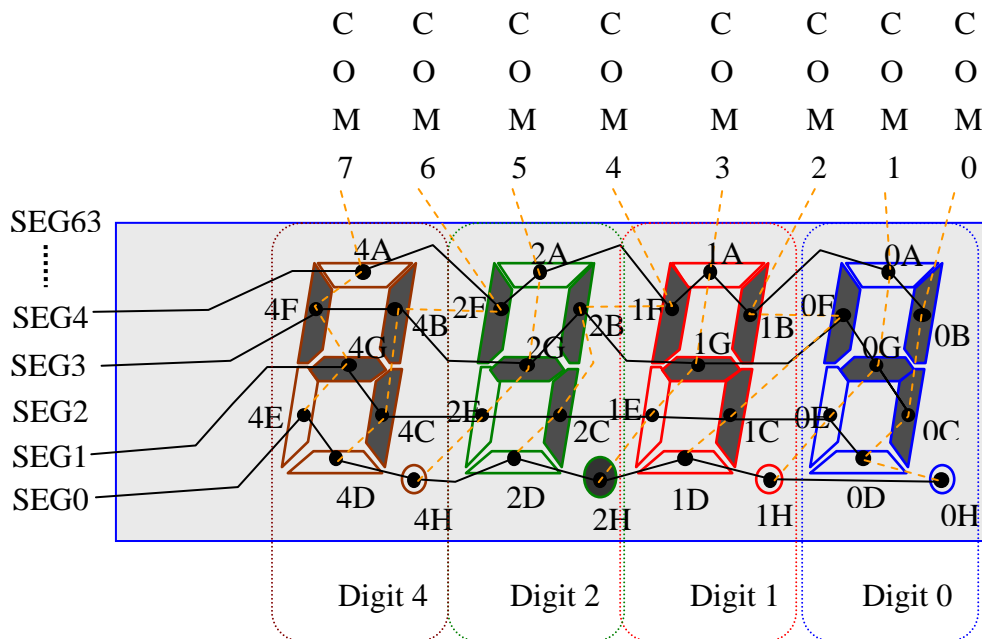 C C C C C C C C
O O O O O O O O
M M M M M M M M
7 6 5 4 3 2 1 0
SEG63
4A 2A 1A 0A
SEG4 4F 4B 2F 2B 1F 1B 0F 0B
SEG3 4G 2G 1G 0G
SEG2 4E 4C 2E 2C 1E 1C 0E 0C
SEG1
SEG0 4D 4H 2D 2H 1D 1H 0D 0H
Digit 4 Digit 2 Digit 1 Digit 0